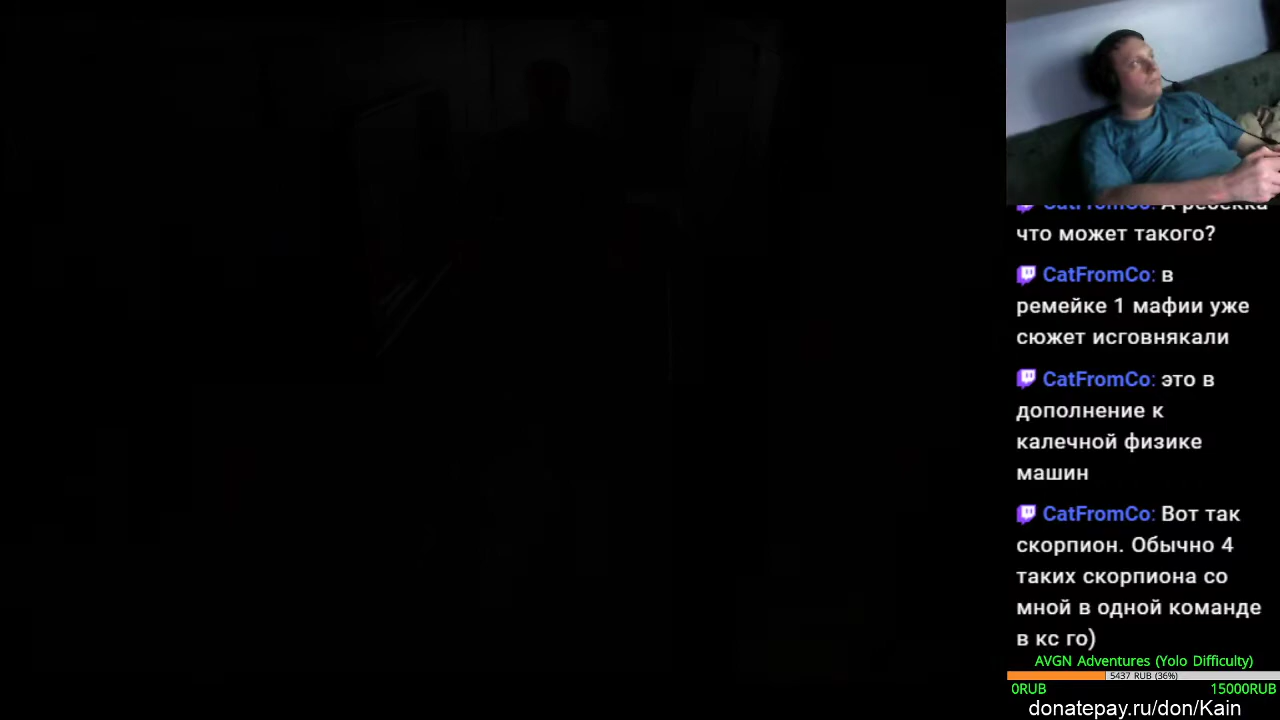 CatFromCo: А ребекка
что может такого?
CatFromCo: в
ремейке 1 мафии уже
сюжет исговнякали
CatFromCo: это в
дополнение к
калечной физике
машин
CatFromCo: Вот так
скорпион. Обычно 4
таких скорпиона со
мной в одной команде
в кс го)
AVGN Adventures (Yolo Difficulty)
5437 RUB (36%)
0RUB 15000RUB
donatepay.ru/don/Kain